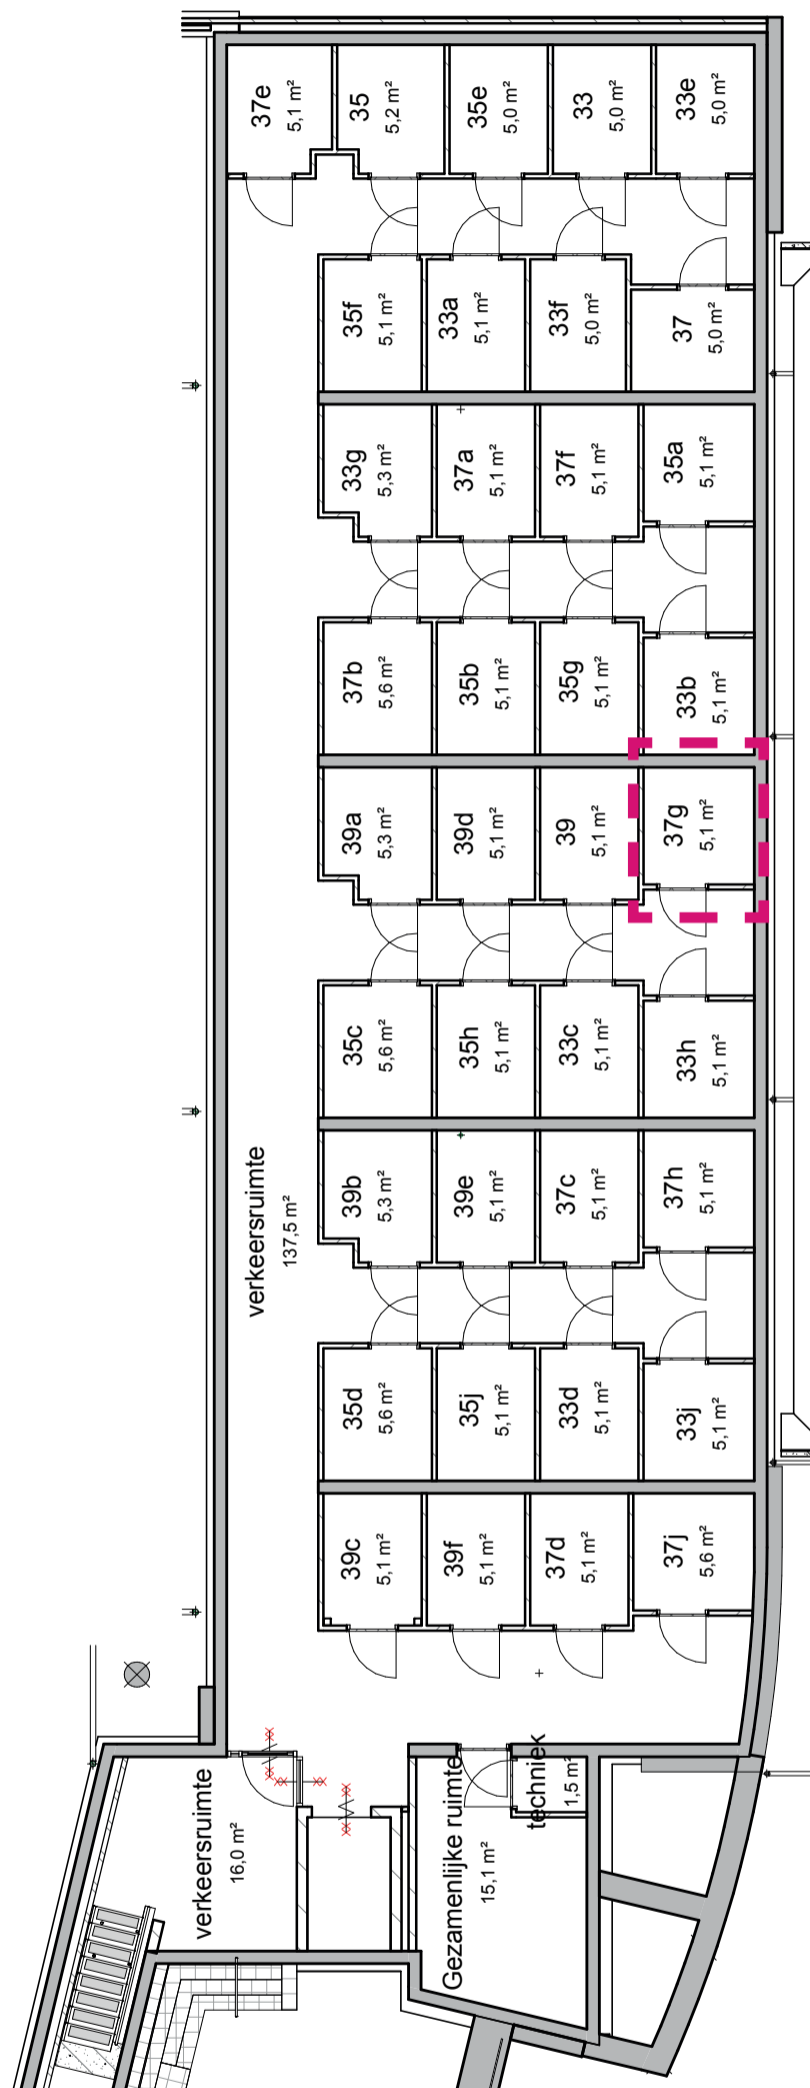 37e
5,1 m²
35
5,2 m²
35e
5,0 m²
33
5,0 m²
33e
5,0 m²
35f
5,1 m²
33a
5,1 m²
33f
5,0 m²
37
5,0 m²
33g
5,3 m²
37a
5,1 m²
37f
5,1 m²
35a
5,1 m²
37b
5,6 m²
35b
5,1 m²
35g
5,1 m²
33b
5,1 m²
39a
5,3 m²
39d
5,1 m²
39
5,1 m²
37g
5,1 m²
35c
5,6 m²
35h
5,1 m²
33c
5,1 m²
33h
5,1 m²
verkeersruimte
137,5 m²
39b
5,3 m²
39e
5,1 m²
37c
5,1 m²
37h
5,1 m²
35d
5,6 m²
35j
5,1 m²
33d
5,1 m²
33j
5,1 m²
39c
5,1 m²
39f
5,1 m²
37d
5,1 m²
37j
5,6 m²
verkeersruimte
16,0 m²
Gezamenlijke ruimte
15,1 m²
techniek
1,5 m²